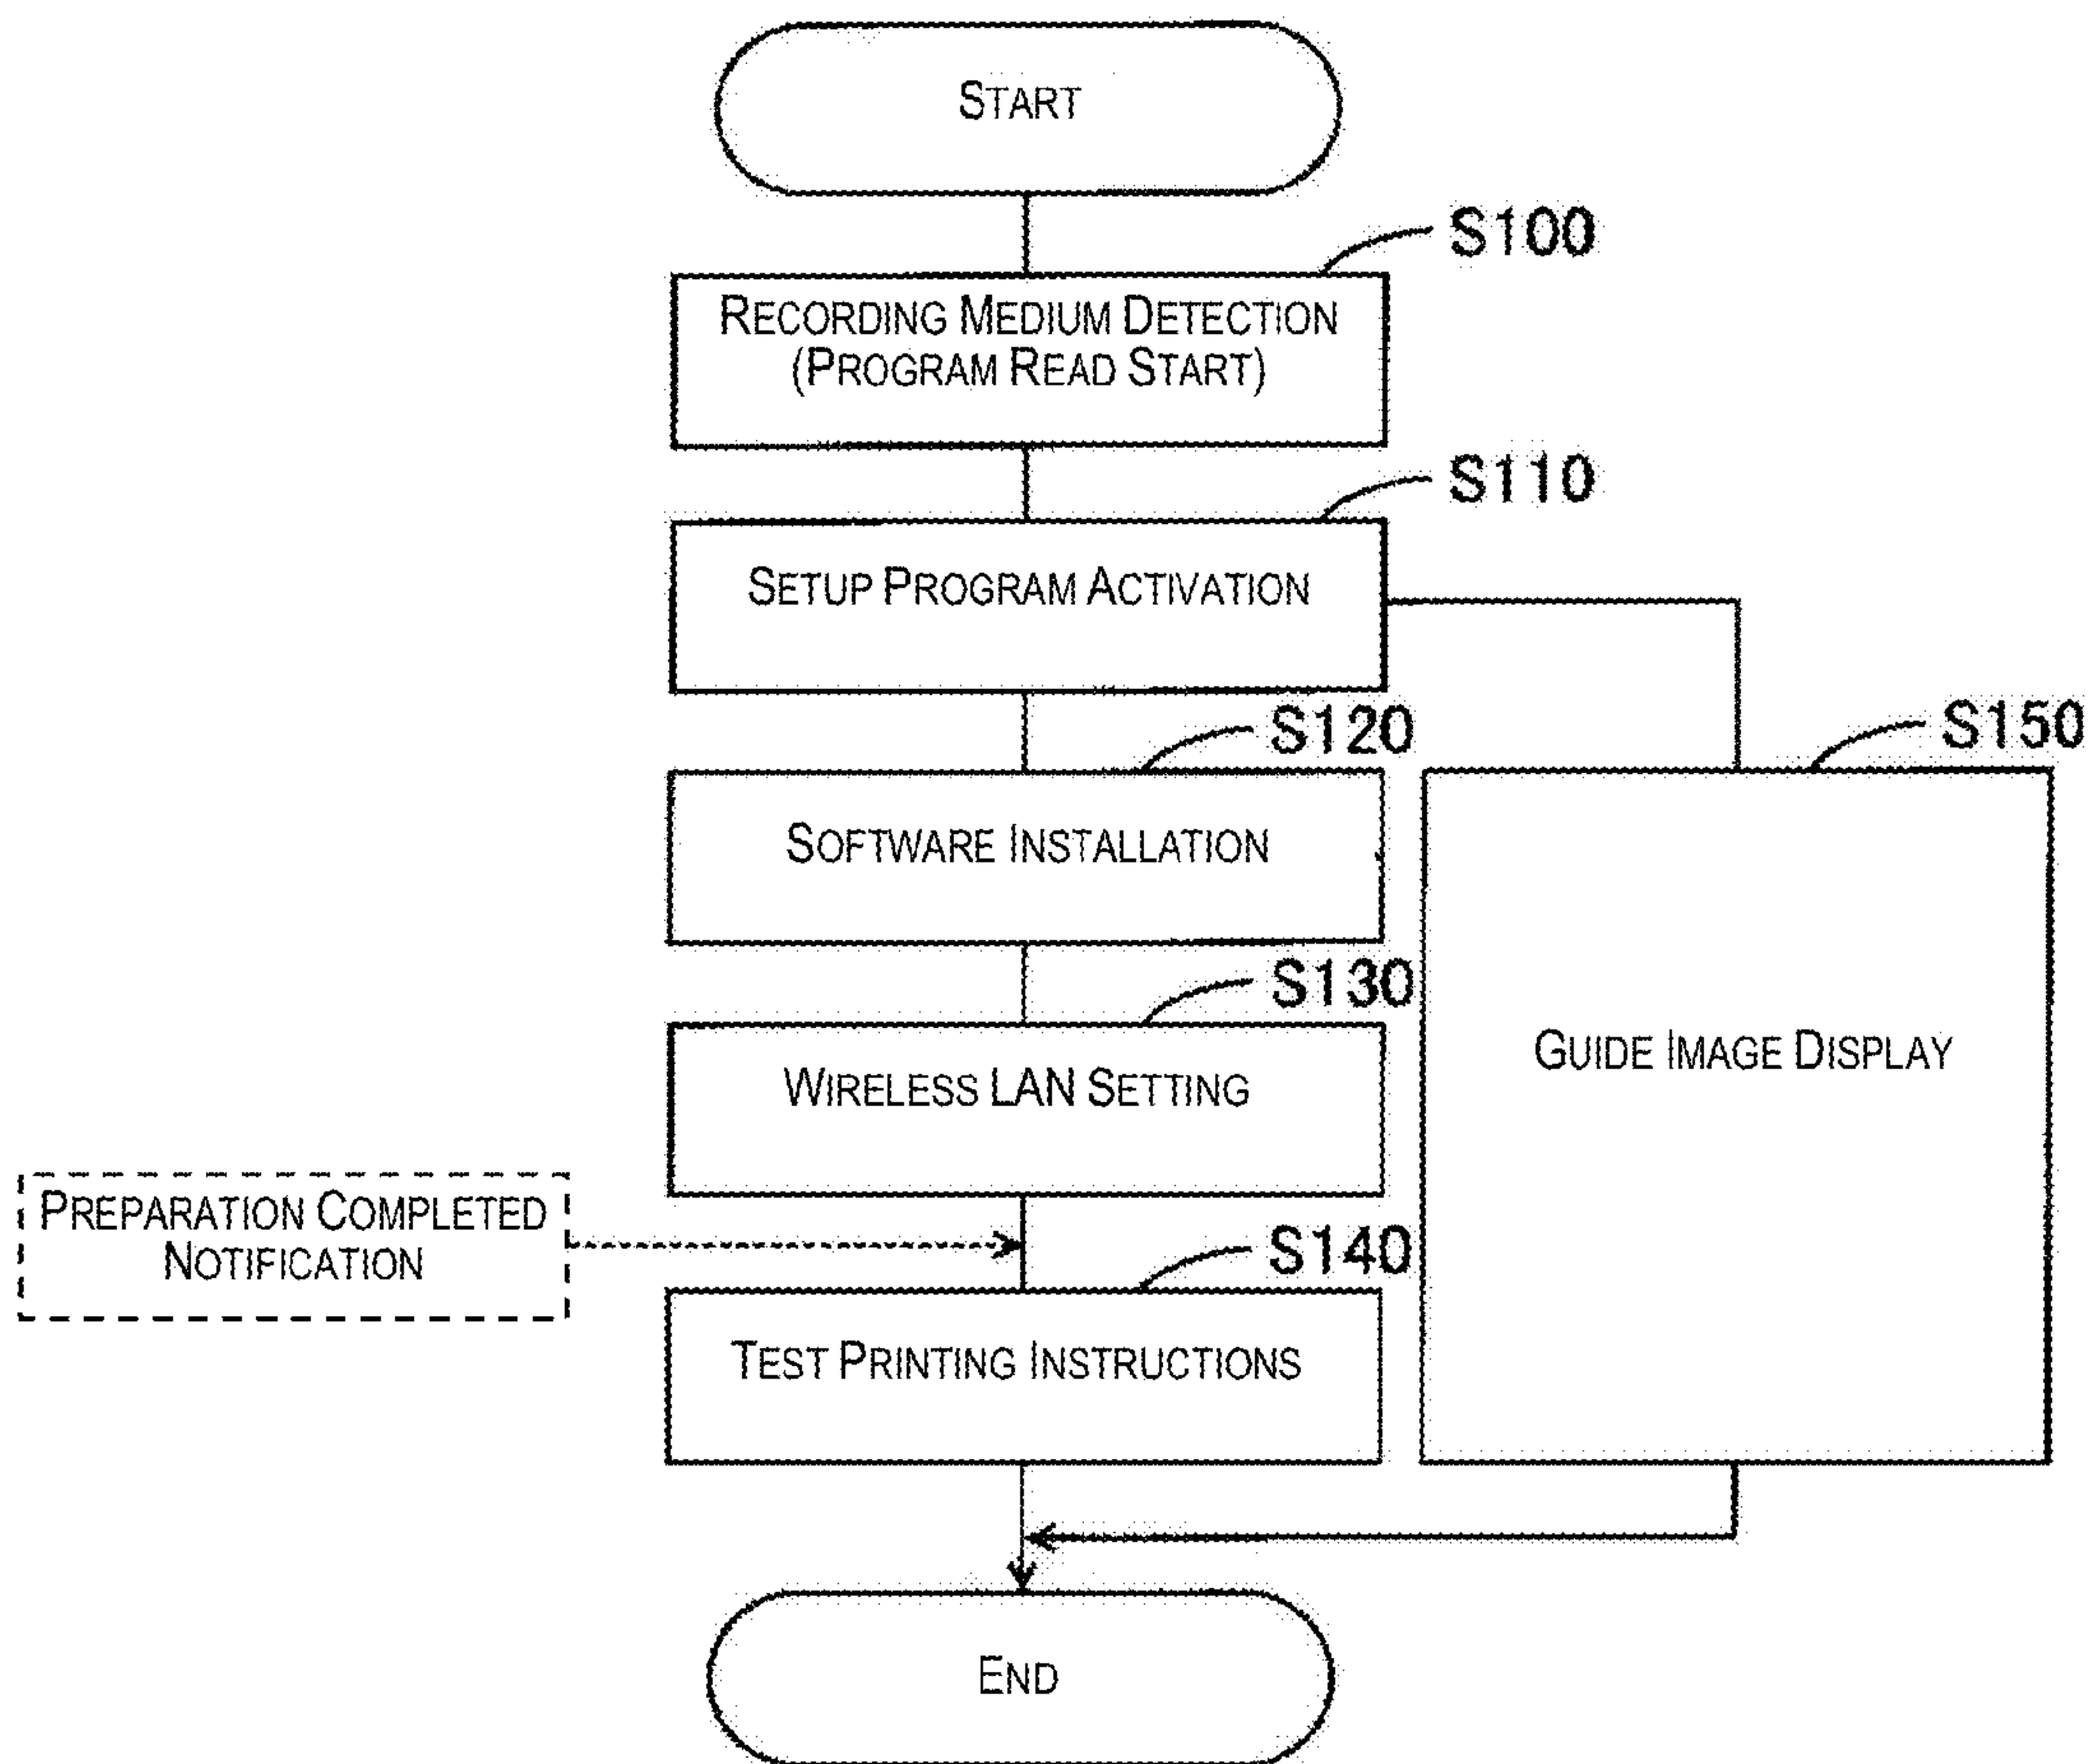 START
S100
RECORDING MEDIUM DETECTION
(PROGRAM READ START)
S110
SETUP PROGRAM ACTIVATION
S120
S150
SOFTWARE INSTALLATION
S130
GUIDE IMAGE DISPLAY
WIRELESS LAN SETTING
PREPARATION COMPLETED
NOTIFICATION
S140
TEST PRINTING INSTRUCTIONS
END